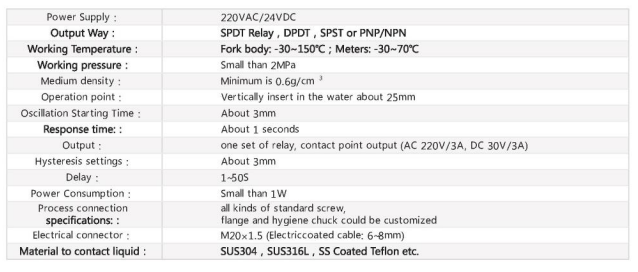 Power Supply : 220VAC/24VDC
Output Way : SPDT Relay , DPDT , SPST or PNP/NPN
Working Temperature : Fork body: -30~150℃ ; Meters: -30~70℃
Working pressure : Small than 2MPa
Medium density : Minimum is 0.6g/cm ³
Operation point : Vertically insert in the water about 25mm
Oscillation Starting Time : About 3mm
Response time: : About 1 seconds
Output : one set of relay, contact point output (AC 220V/3A, DC 30V/3A)
Hysteresis settings : About 3mm
Delay : 1~50S
Power Consumption : Small than 1W
Process connection all kinds of standard screw,
specifications: : flange and hygiene chuck could be customized
Electrical connector : M20×1.5 (Electriccoated cable: 6~8mm)
Material to contact liquid : SUS304 , SUS316L , SS Coated Teflon etc.